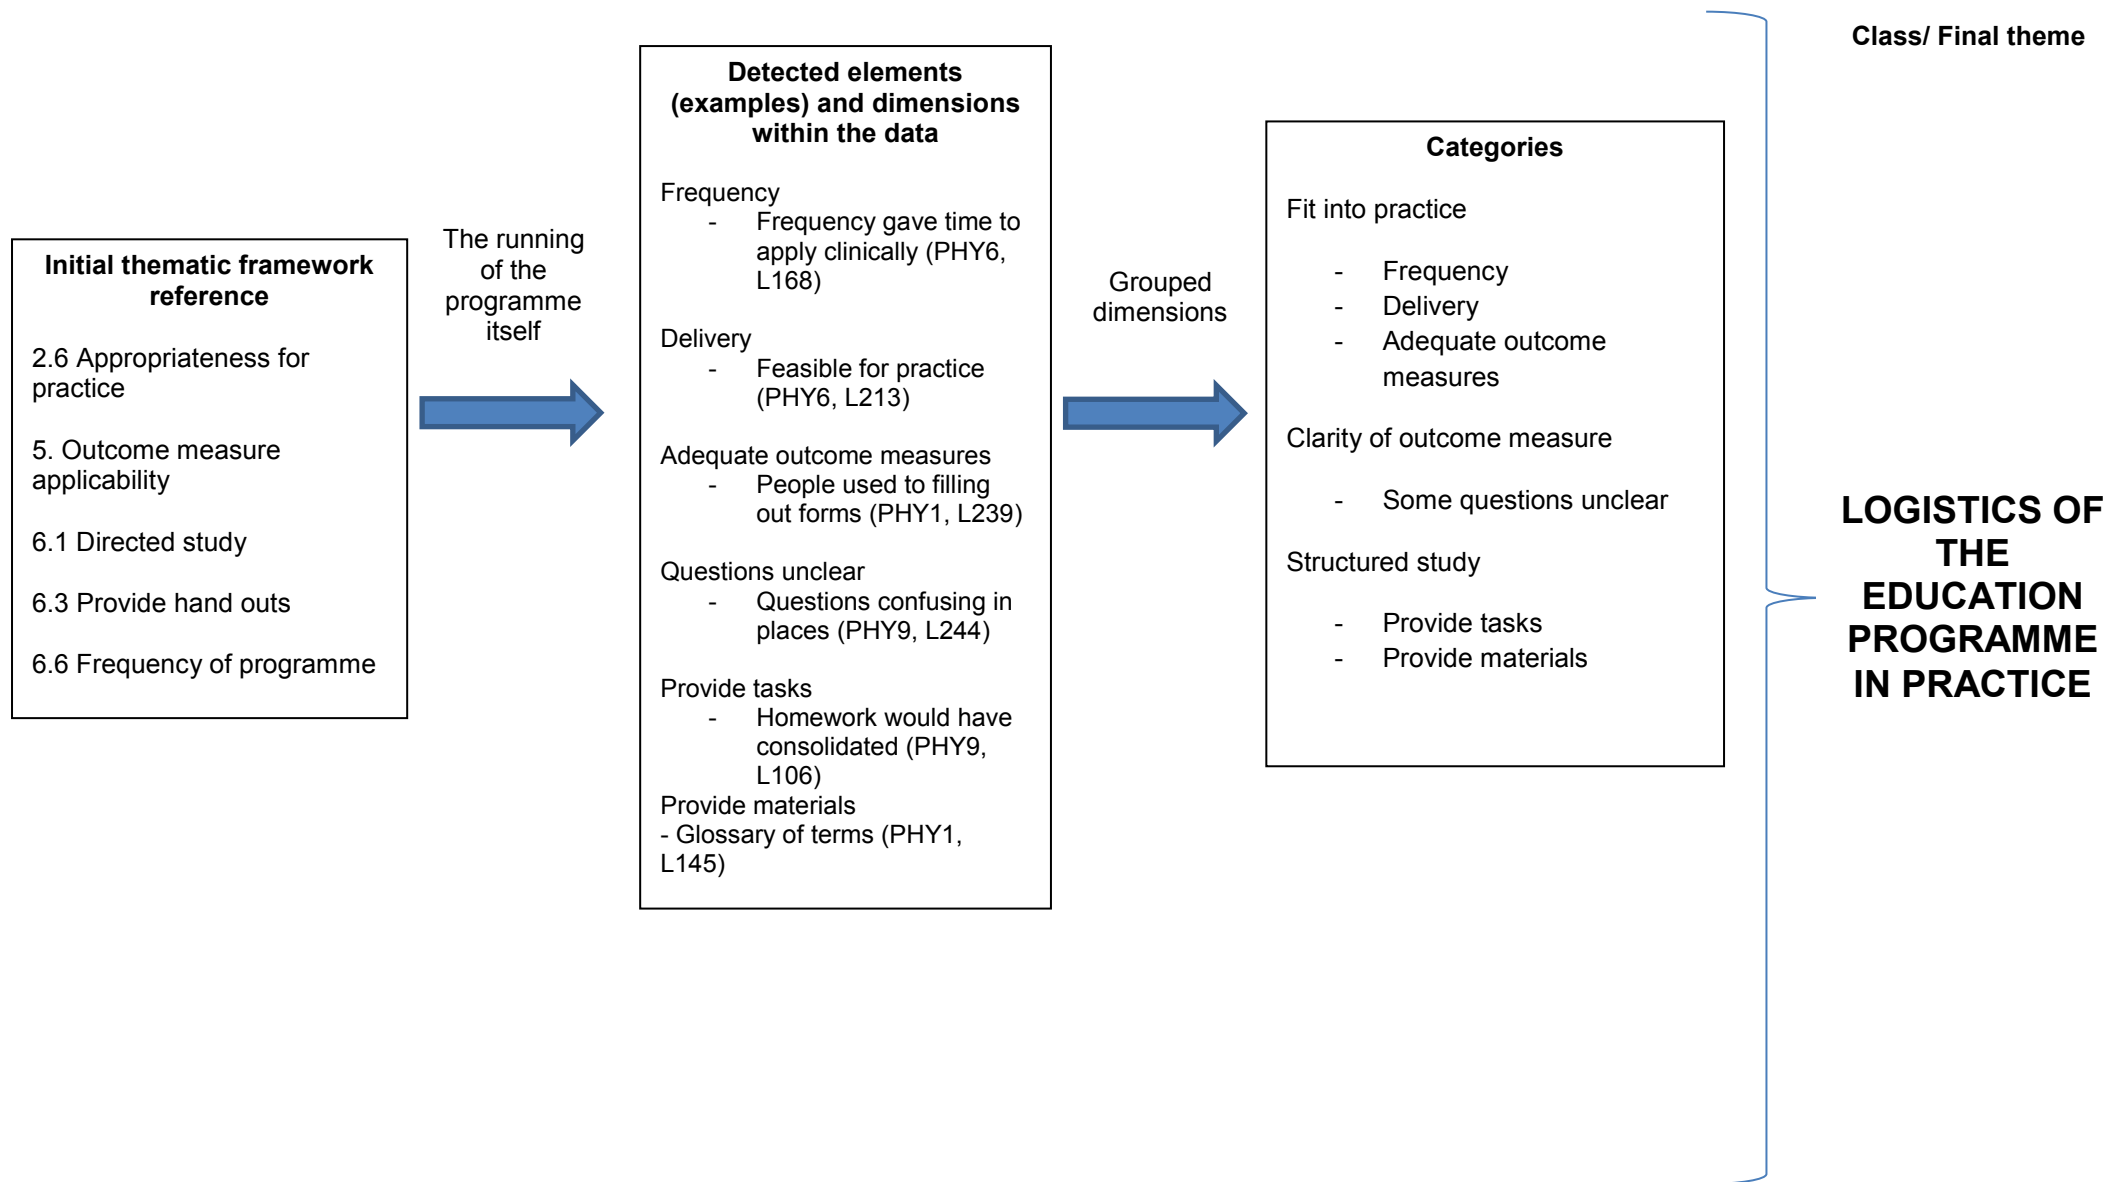 Class/ Final theme
Initial thematic framework
reference
2.6 Appropriateness for
practice
5. Outcome measure
applicability
6.1 Directed study
6.3 Provide hand outs
6.6 Frequency of programme
The running
of the
programme
itself
Detected elements
(examples) and dimensions
within the data
Frequency
- Frequency gave time to
apply clinically (PHY6,
L168)
Delivery
- Feasible for practice
(PHY6, L213)
Adequate outcome measures
- People used to filling
out forms (PHY1, L239)
Questions unclear
- Questions confusing in
places (PHY9, L244)
Provide tasks
- Homework would have
consolidated (PHY9,
L106)
Provide materials
- Glossary of terms (PHY1,
L145)
Grouped
dimensions
Categories
Fit into practice
- Frequency
- Delivery
- Adequate outcome
measures
Clarity of outcome measure
- Some questions unclear
Structured study
- Provide tasks
- Provide materials
LOGISTICS OF
THE
EDUCATION
PROGRAMME
IN PRACTICE